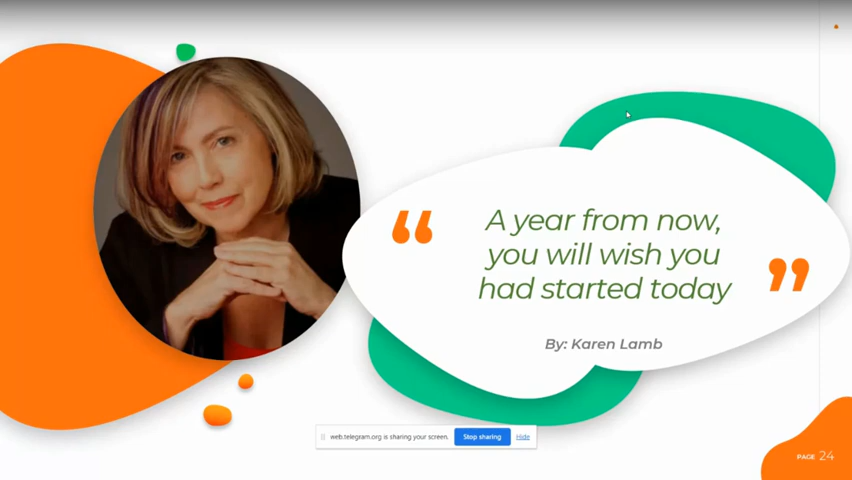 “ A year from now,
you will wish you
had started today ”
By: Karen Lamb
web.telegram.org is sharing your screen. Stop sharing Hide
PAGE 24